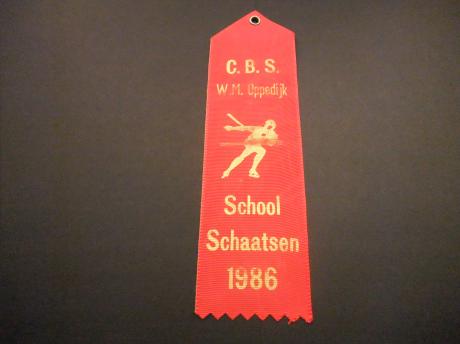 C. B. S.
W.M. Oppedijk
School
Schaatsen
1986